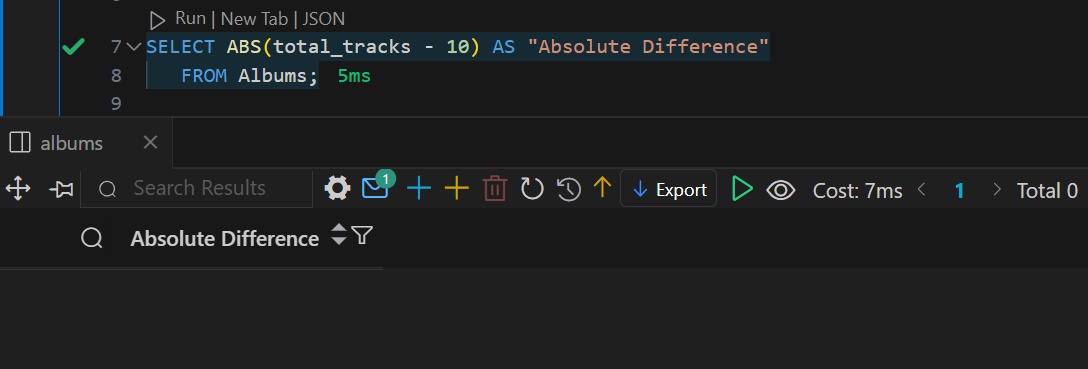 Run | New Tab | JSON
7 SELECT ABS(total_tracks - 10) AS "Absolute Difference"
8 FROM Albums; 5ms
9
albums
Search Results 1 Export Cost: 7ms 1 Total 0
Absolute Difference